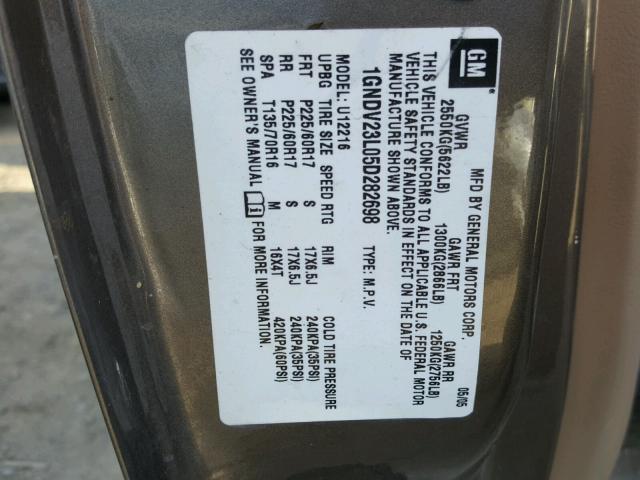 GM
MFD BY GENERAL MOTORS CORP. 05/05
GVWR GAWR FRT GAWR RR
2550KG(5622LB) 1300KG(2866LB) 1250KG(2756LB)
THIS VEHICLE CONFORMS TO ALL APPLICABLE U.S. FEDERAL MOTOR
VEHICLE SAFETY STANDARDS IN EFFECT ON THE DATE OF
MANUFACTURE SHOWN ABOVE.
1GNDV23L05D282698 TYPE: M.P.V.
MODEL: U12216
UPBG TIRE SIZE SPEED RTG RIM COLD TIRE PRESSURE
FRT P225/60R17 S 17X6.5J 240KPA(35PSI)
RR P225/60R17 S 17X6.5J 240KPA(35PSI)
SPA T135/70R16 M 16X4T 420KPA(60PSI)
SEE OWNER'S MANUAL i FOR MORE INFORMATION.